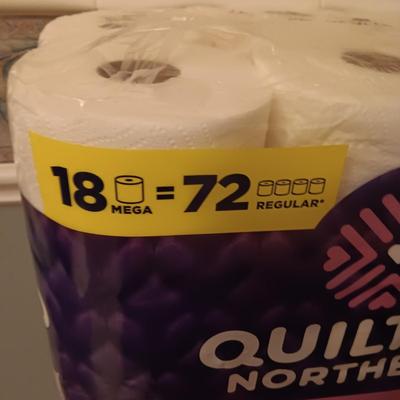 18 MEGA = 72 REGULAR*
QUILT
NORTHE